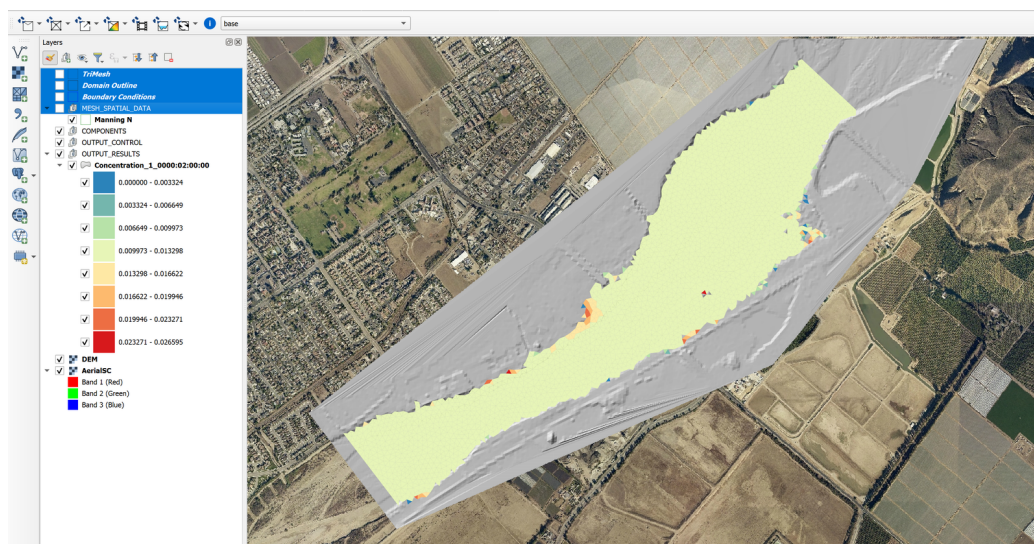 base
Layers
TriMesh
Domain Outline
Boundary Conditions
MESH_SPATIAL_DATA
Manning N
COMPONENTS
OUTPUT_CONTROL
OUTPUT_RESULTS
Concentration_1_0000:02:00:00
0.000000 - 0.003324
0.003324 - 0.006649
0.006649 - 0.009973
0.009973 - 0.013298
0.013298 - 0.016622
0.016622 - 0.019946
0.019946 - 0.023271
0.023271 - 0.026595
DEM
AerialSC
Band 1 (Red)
Band 2 (Green)
Band 3 (Blue)